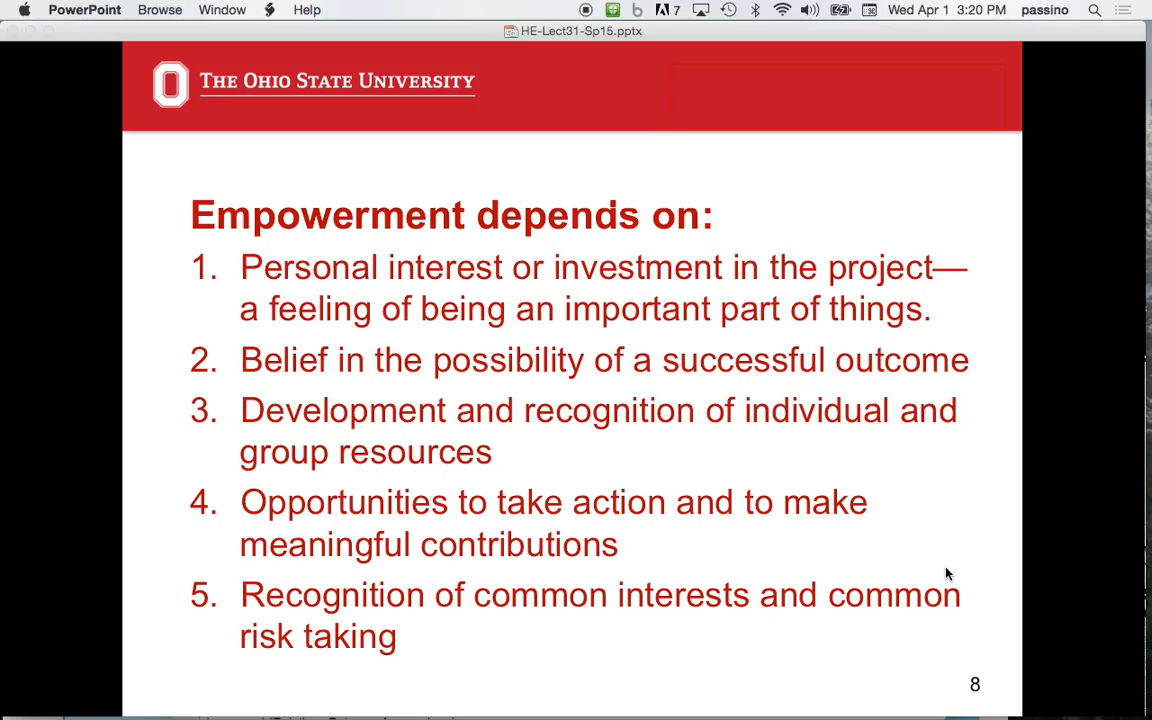 PowerPoint Browse Window Help 7 Wed Apr 1 3:20 PM passino
HE-Lect31-Sp15.pptx
THE OHIO STATE UNIVERSITY
Empowerment depends on:
1. Personal interest or investment in the project—
a feeling of being an important part of things.
2. Belief in the possibility of a successful outcome
3. Development and recognition of individual and
group resources
4. Opportunities to take action and to make
meaningful contributions
5. Recognition of common interests and common
risk taking
8